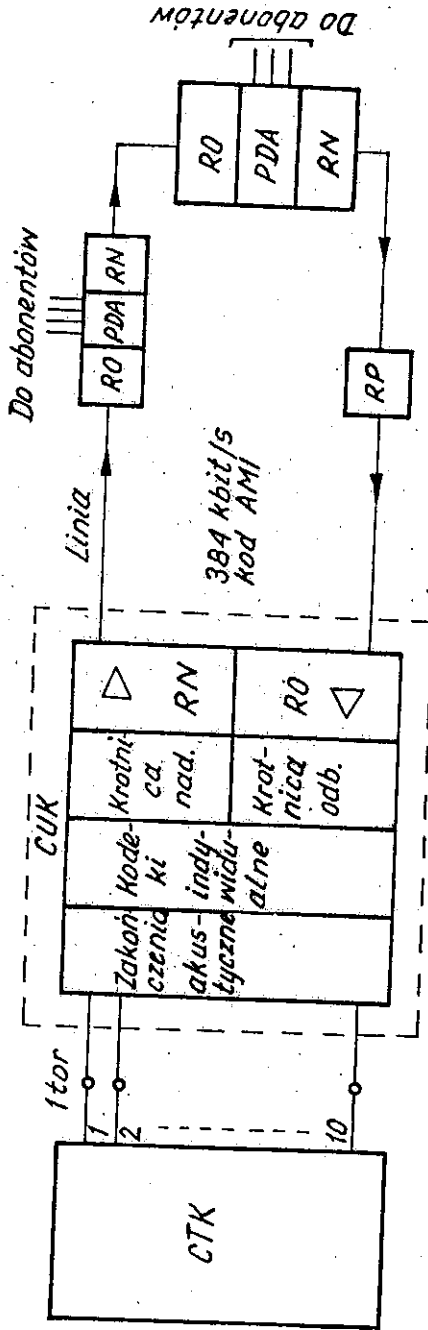 CTK
1 tor
1
2
10
CUK
Zakoń-
czenia
akus-
tyczne
Kode-
ki
indy-
widu-
alne
Krotni-
ca
nad.
Krot-
nica
odb.
RN
RO
Linia
384 kbit/s
kod AMI
Do abonentów
RO PDA RN
Do abonentów
RO
PDA
RN
RP